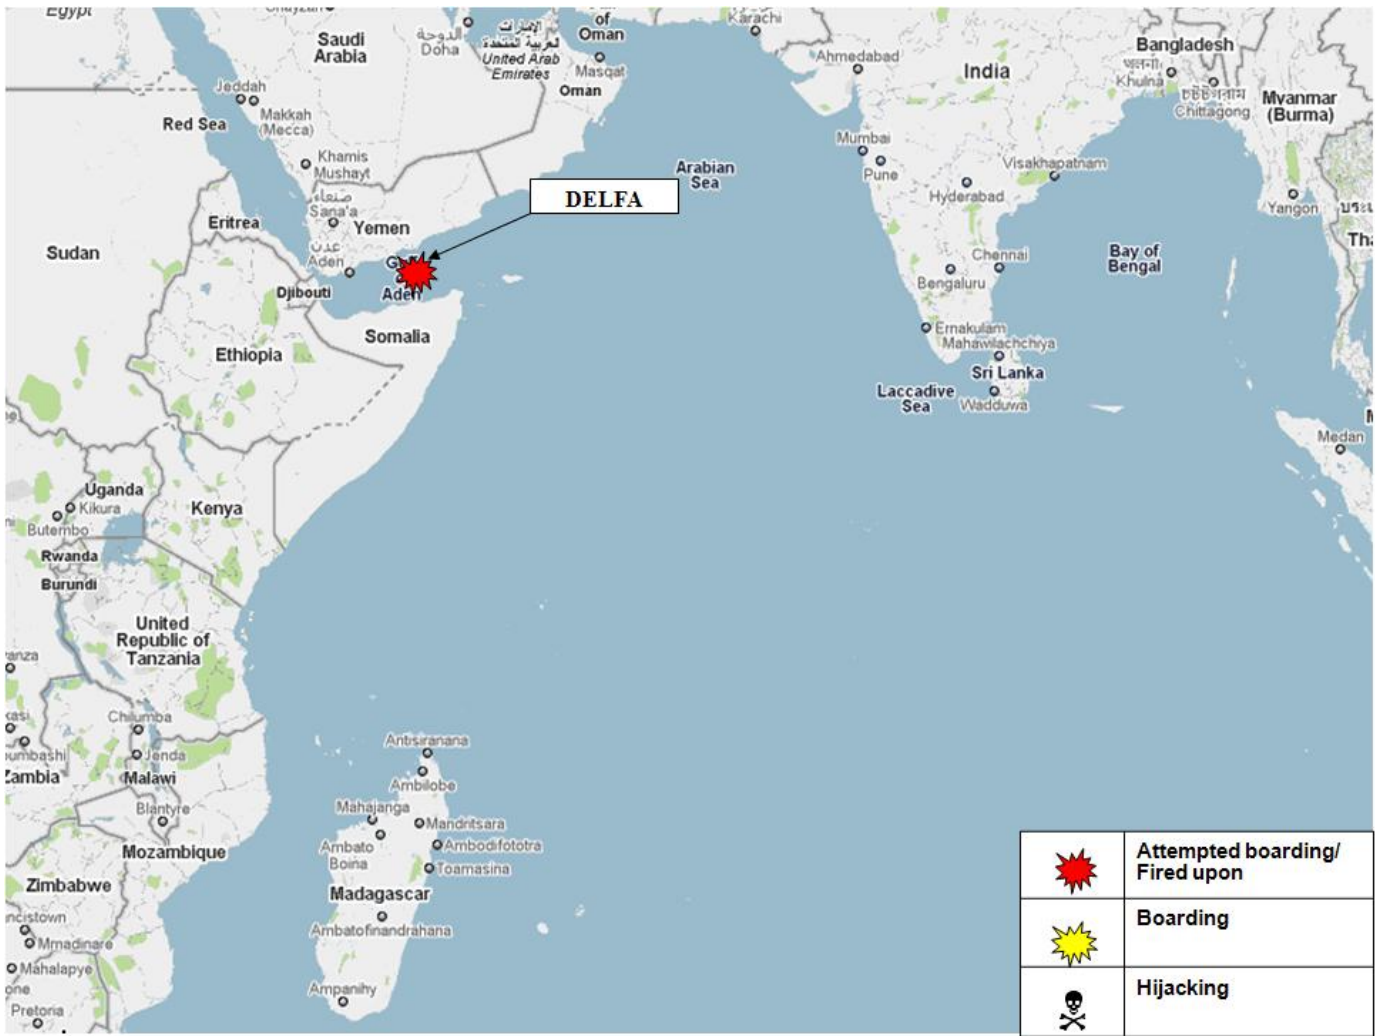 Egypt
Saudi
Arabia
الدوحة
Doha
الإمارات
العربية المتحدة
United Arab
Emirates
of
Oman
Masqat
Oman
Karachi
Ahmedabad
India
Bangladesh
খুলনা
Khulna
Chittagong
Myanmar
(Burma)
Jeddah
Makkah
(Mecca)
Red Sea
Khamis
Mushayt
Arabian
Sea
Mumbai
Pune
Hyderabad
Visakhapatnam
Yangon
DELFA
صنعاء
Sana'a
Yemen
Eritrea
Sudan
عدن
Aden
Aden
Djibouti
Chennai
Bengaluru
Bay of
Bengal
Somalia
Ethiopia
Ernakulam
Mahawilachchiya
Sri Lanka
Laccadive
Sea
Wadduwa
Medan
Uganda
Kikura
Butembo
Kenya
Rwanda
Burundi
United
Republic of
Tanzania
Chilumba
Jenda
Zambia
Malawi
Blantyre
Mozambique
Zimbabwe
Antsiranana
Ambilobe
Mahajanga
Mandritsara
Ambato
Boina
Ambodifototra
Toamasina
Madagascar
Ambatofinandrahana
Ampanihy
Mmadinare
Mahalapye
Pretoria
Attempted boarding/
Fired upon
Boarding
Hijacking